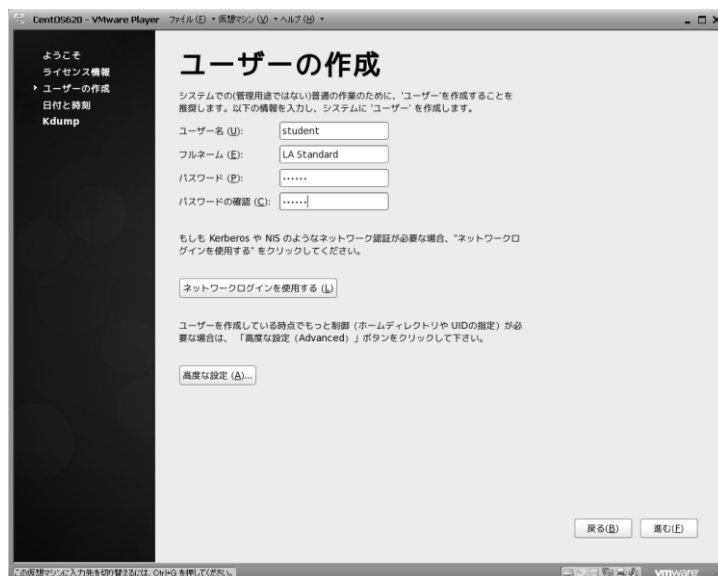 CentOS620 - VMware Player ファイル (F) ・ 仮想マシン (V) ・ ヘルプ (H) ・
ようこそ
ライセンス情報
ユーザーの作成
日付と時刻
Kdump
ユーザーの作成
システムでの(管理用途ではない)普通の作業のために、'ユーザー'を作成することを
推奨します。以下の情報を入力し、システムに 'ユーザー' を作成します。
ユーザー名 (U): student
フルネーム (E): LA Standard
パスワード (P): ••••••
パスワードの確認 (C): ••••••
もしも Kerberos や NIS のようなネットワーク認証が必要な場合、"ネットワークロ
グインを使用する" をクリックしてください。
ネットワークログインを使用する (L)
ユーザーを作成している時点でもっと制御（ホームディレクトリや UIDの指定）が必
要な場合は、「高度な設定（Advanced）」ボタンをクリックして下さい。
高度な設定 (A)...
戻る(B) 進む(F)
この仮想マシンに入力先を切り替えるには、Ctrl+G を押してください。 vmware